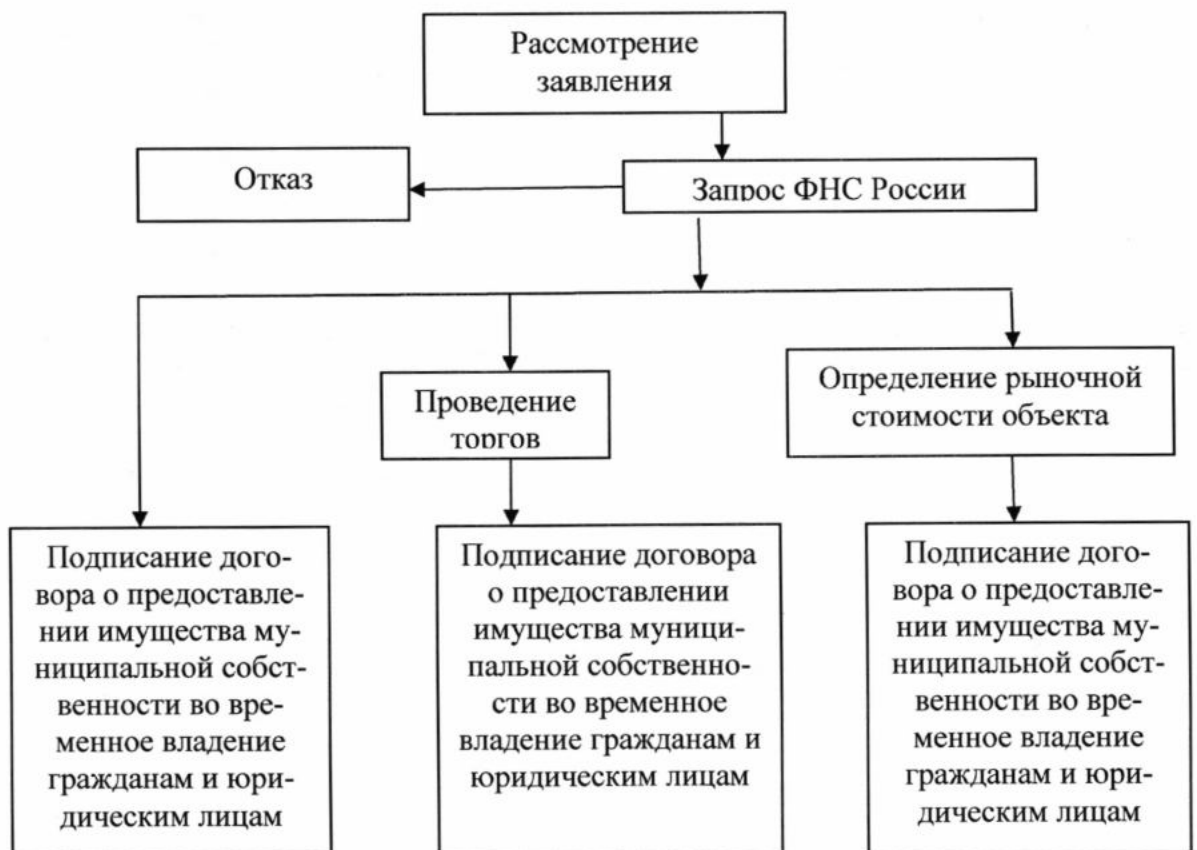 Рассмотрение
заявления
Отказ
Запрос ФНС России
Проведение
торгов
Определение рыночной
стоимости объекта
Подписание дого-
вора о предоставле-
нии имущества му-
ниципальной собст-
венности во вре-
менное владение
гражданам и юри-
дическим лицам
Подписание договора
о предоставлении
имущества муници-
пальной собственно-
сти во временное
владение гражданам и
юридическим лицам
Подписание дого-
вора о предоставле-
нии имущества му-
ниципальной собст-
венности во вре-
менное владение
гражданам и юри-
дическим лицам